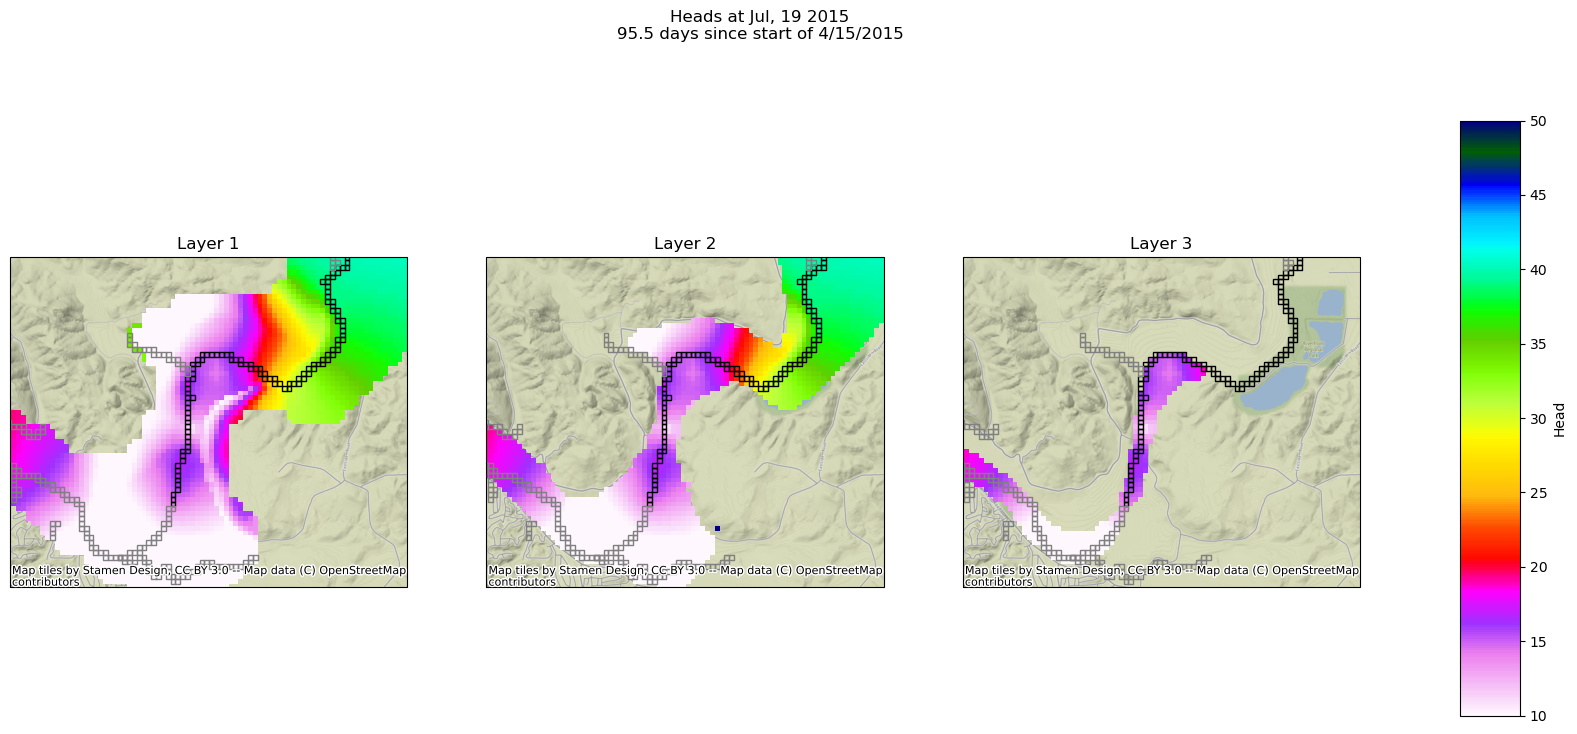 Heads at Jul, 19 2015
95.5 days since start of 4/15/2015
Layer 1
Layer 2
Layer 3
Map tiles by Stamen Design, CC BY 3.0 -- Map data (C) OpenStreetMap
contributors
Map tiles by Stamen Design, CC BY 3.0 -- Map data (C) OpenStreetMap
contributors
Map tiles by Stamen Design, CC BY 3.0 -- Map data (C) OpenStreetMap
contributors
50
45
40
35
30
25
20
15
10
Head